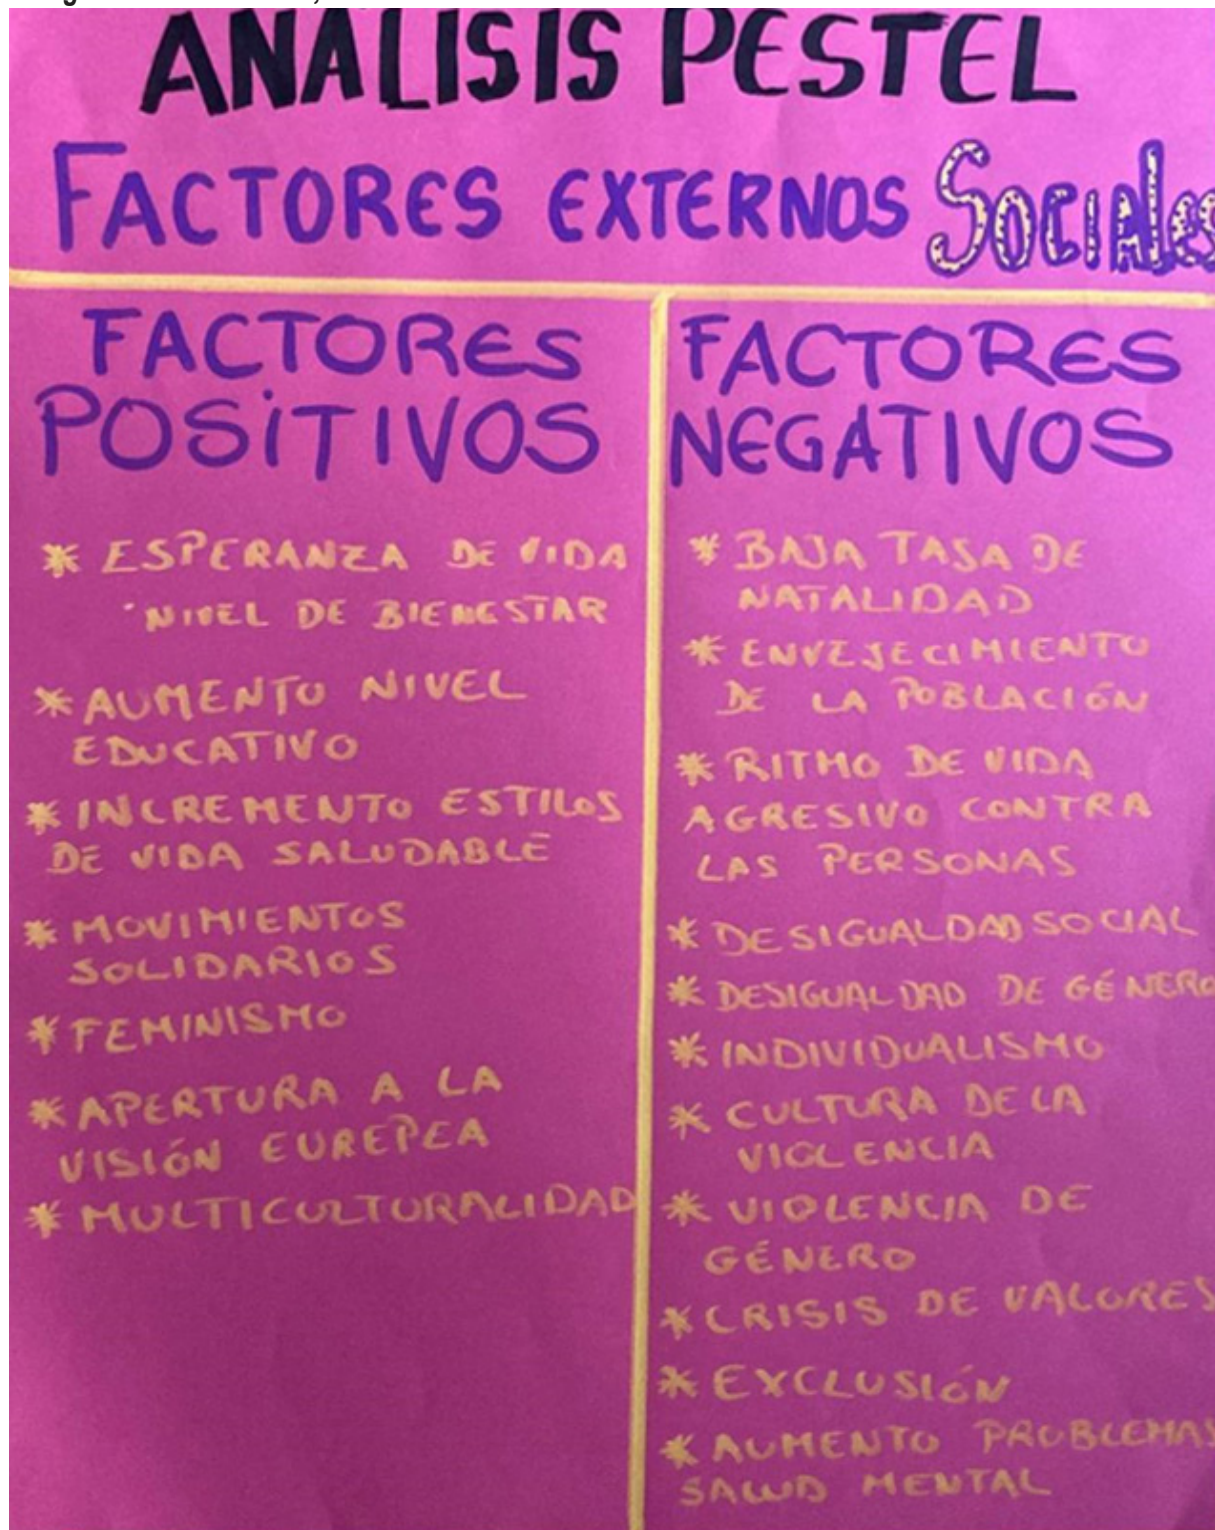 ANÁLISIS PESTEL
FACTORES EXTERNOS SOCIALES
FACTORES
POSITIVOS
* ESPERANZA DE VIDA
NIVEL DE BIENESTAR
* AUMENTO NIVEL
EDUCATIVO
* INCREMENTO ESTILOS
DE VIDA SALUDABLE
* MOVIMIENTOS
SOLIDARIOS
* FEMINISMO
* APERTURA A LA
VISIÓN EUREPEA
* MULTICULTURALIDAD
FACTORES
NEGATIVOS
* BAJA TASA DE
NATALIDAD
* ENVEJECIMIENTO
DE LA POBLACIÓN
* RITMO DE VIDA
AGRESIVO CONTRA
LAS PERSONAS
* DESIGUALDAD SOCIAL
* DESIGUALDAD DE GÉNERO
* INDIVIDUALISMO
* CULTURA DE LA
VIOLENCIA
* VIOLENCIA DE
GÉNERO
* CRISIS DE VALORES
* EXCLUSIÓN
* AUMENTO PROBLEMAS
SALUD MENTAL